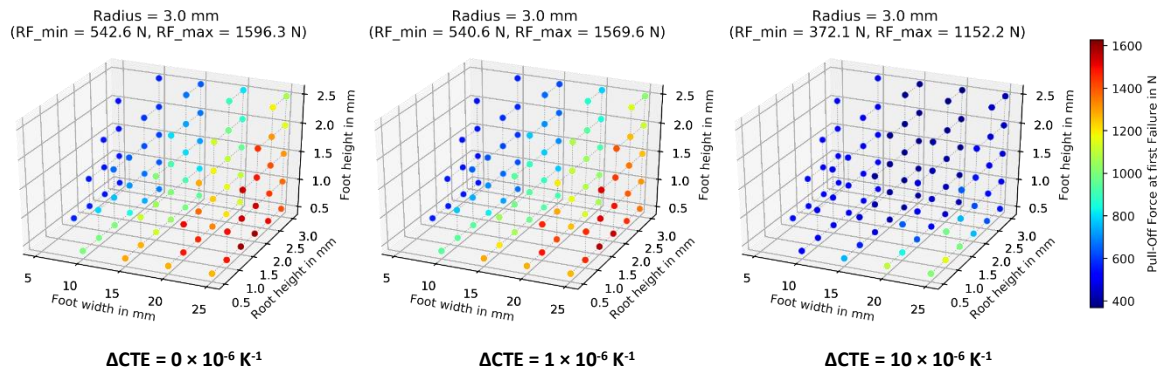 Radius = 3.0 mm
(RF_min = 542.6 N, RF_max = 1596.3 N)
2.5
2.0
1.5
1.0
0.5
Foot height in mm
3.0
2.5
2.0
1.5
1.0
0.5
Root height in mm
5
10
15
20
25
Foot width in mm
ΔCTE = 0 × 10⁻⁶ K⁻¹
Radius = 3.0 mm
(RF_min = 540.6 N, RF_max = 1569.6 N)
2.5
2.0
1.5
1.0
0.5
Foot height in mm
3.0
2.5
2.0
1.5
1.0
0.5
Root height in mm
5
10
15
20
25
Foot width in mm
ΔCTE = 1 × 10⁻⁶ K⁻¹
Radius = 3.0 mm
(RF_min = 372.1 N, RF_max = 1152.2 N)
2.5
2.0
1.5
1.0
0.5
Foot height in mm
3.0
2.5
2.0
1.5
1.0
0.5
Root height in mm
5
10
15
20
25
Foot width in mm
ΔCTE = 10 × 10⁻⁶ K⁻¹
1600
1400
1200
1000
800
600
400
Pull-Off Force at first Failure in N